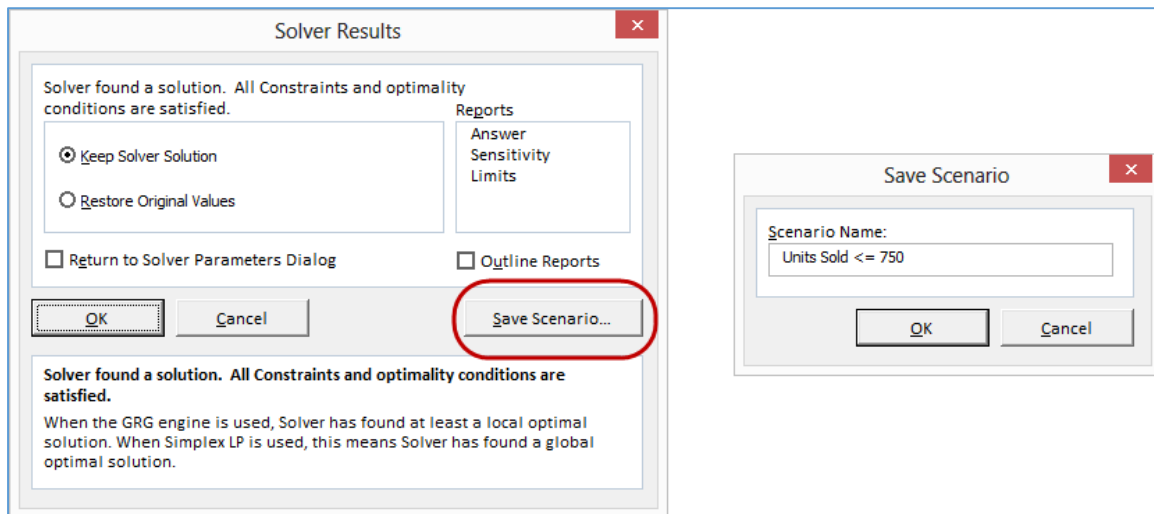 Solver Results
Solver found a solution.  All Constraints and optimality
conditions are satisfied.
Reports
Keep Solver Solution
Restore Original Values
Answer
Sensitivity
Limits
Return to Solver Parameters Dialog
Outline Reports
OK
Cancel
Save Scenario...
Solver found a solution.  All Constraints and optimality conditions are
satisfied.
When the GRG engine is used, Solver has found at least a local optimal
solution. When Simplex LP is used, this means Solver has found a global
optimal solution.
Save Scenario
Scenario Name:
Units Sold <= 750
OK
Cancel